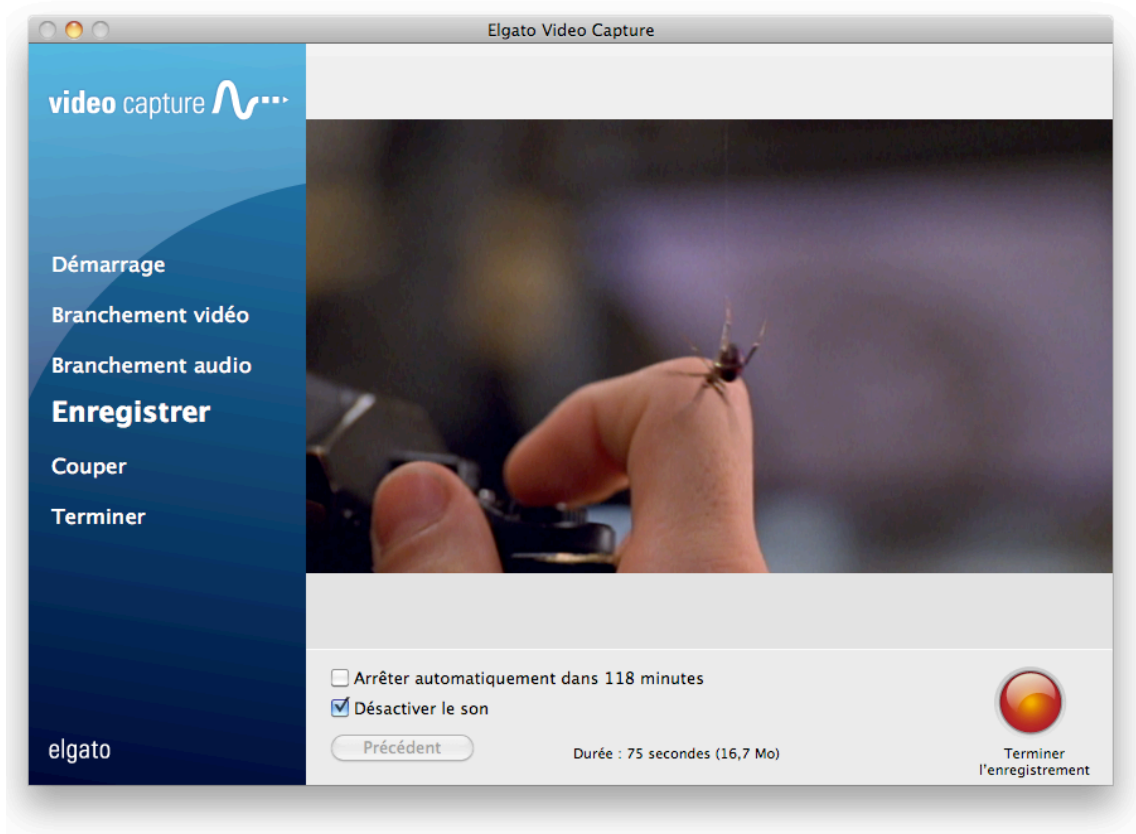 Elgato Video Capture
video capture
Démarrage
Branchement vidéo
Branchement audio
Enregistrer
Couper
Terminer
elgato
Arrêter automatiquement dans 118 minutes
Désactiver le son
Précédent
Durée : 75 secondes (16,7 Mo)
Terminer
l'enregistrement